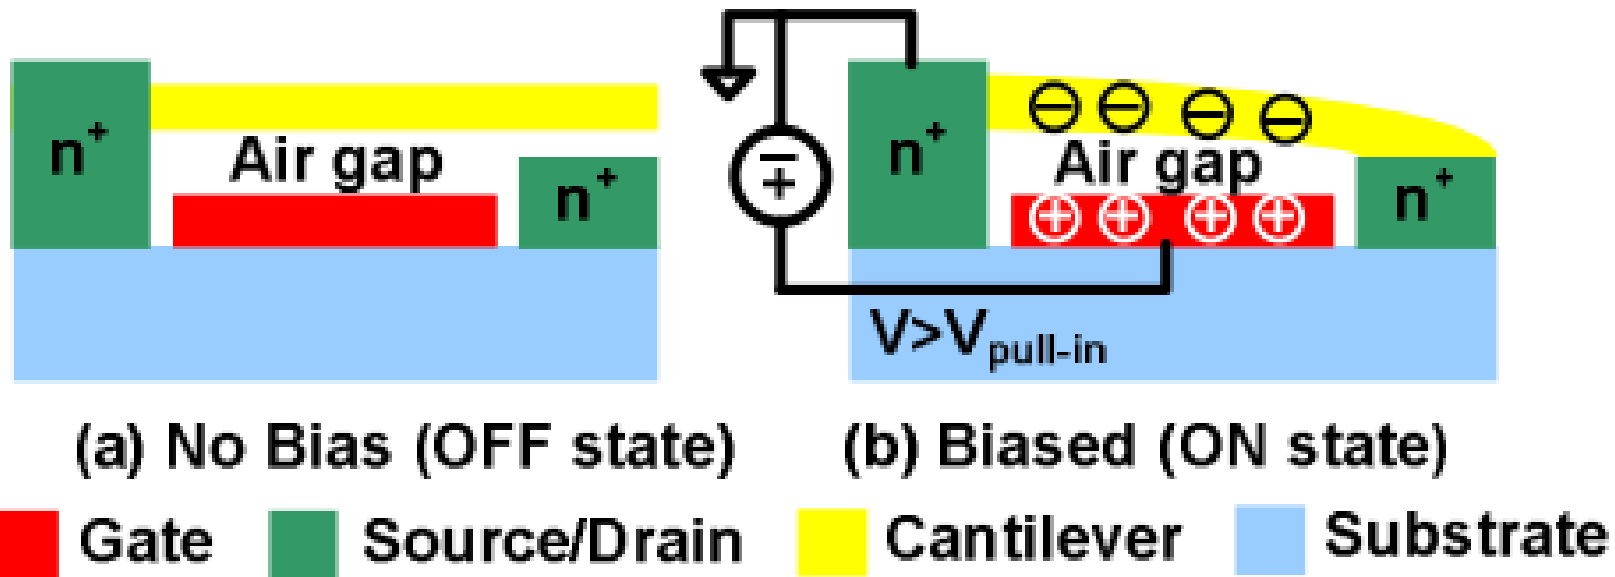 n+
Air gap
n+
n+
Air gap
n+
V>Vpull-in
(a) No Bias (OFF state)
(b) Biased (ON state)
Gate
Source/Drain
Cantilever
Substrate